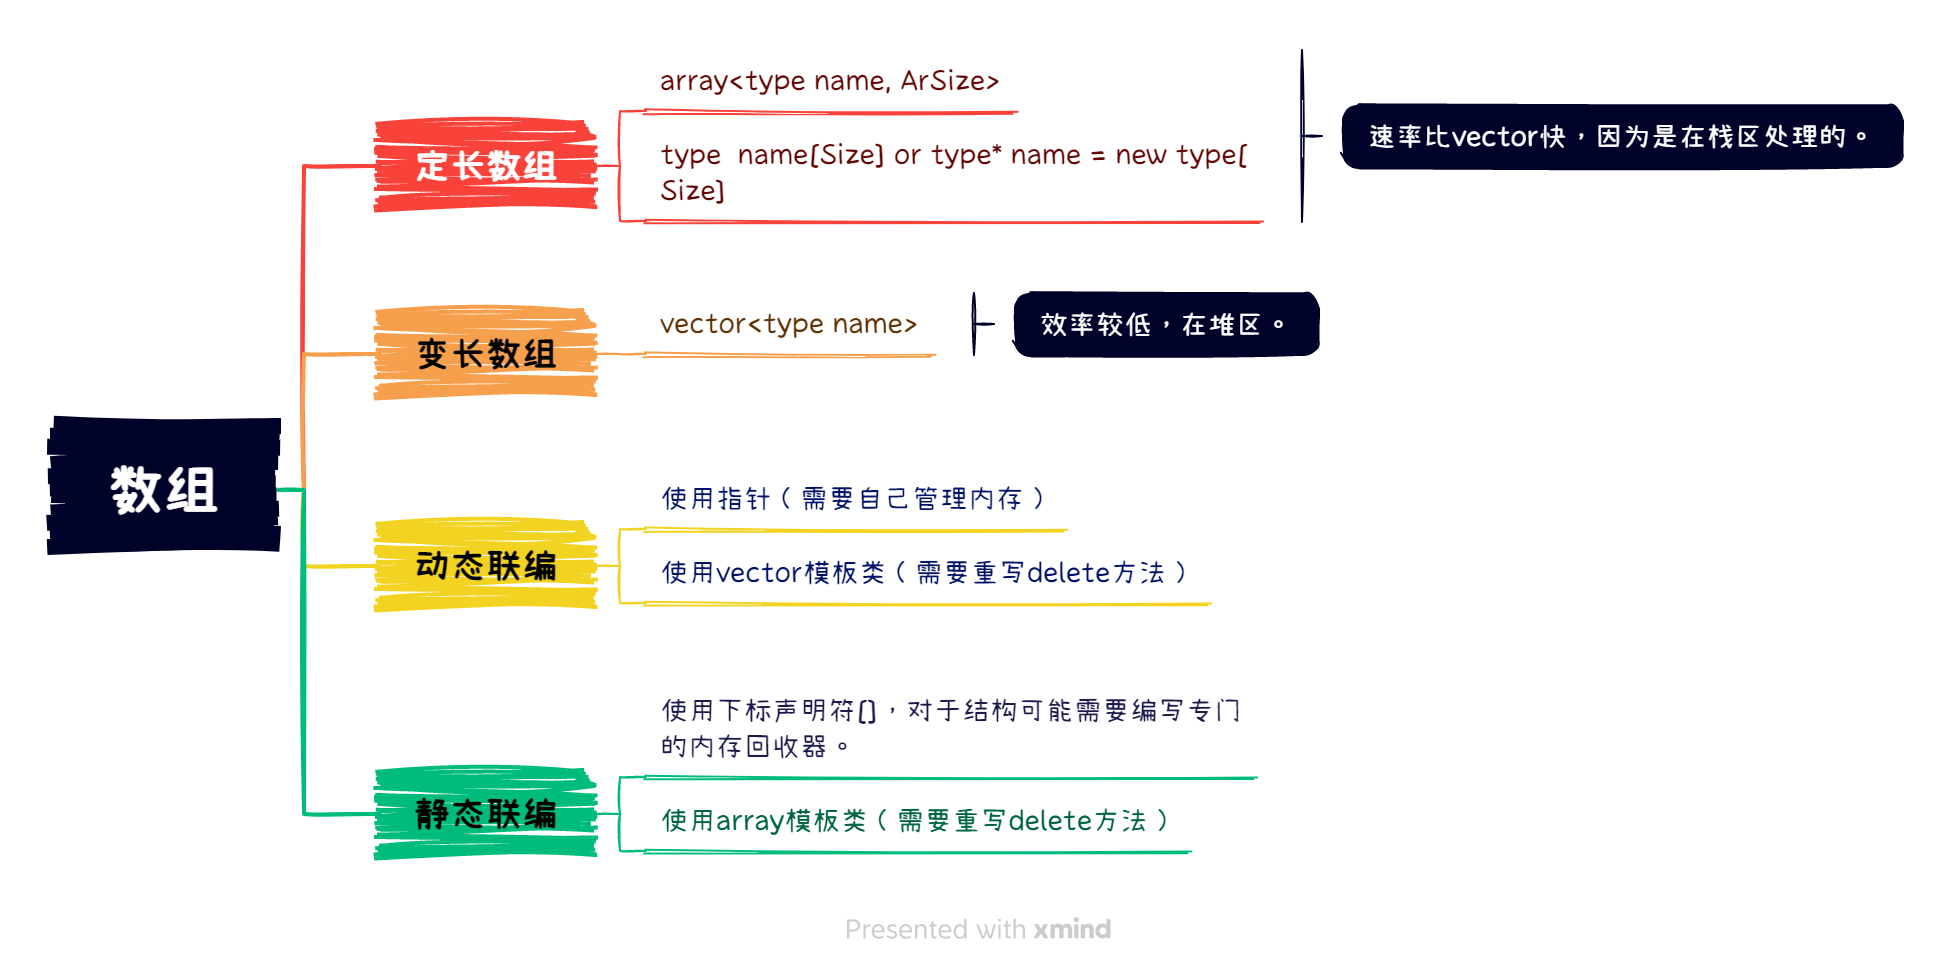 数组
定长数组
array<type name, ArSize>
type  name[Size] or type* name = new type[
Size]
速率比vector快，因为是在栈区处理的。
变长数组
vector<type name>
效率较低，在堆区。
动态联编
使用指针（需要自己管理内存）
使用vector模板类（需要重写delete方法）
静态联编
使用下标声明符[]，对于结构可能需要编写专门
的内存回收器。
使用array模板类（需要重写delete方法）
Presented with xmind